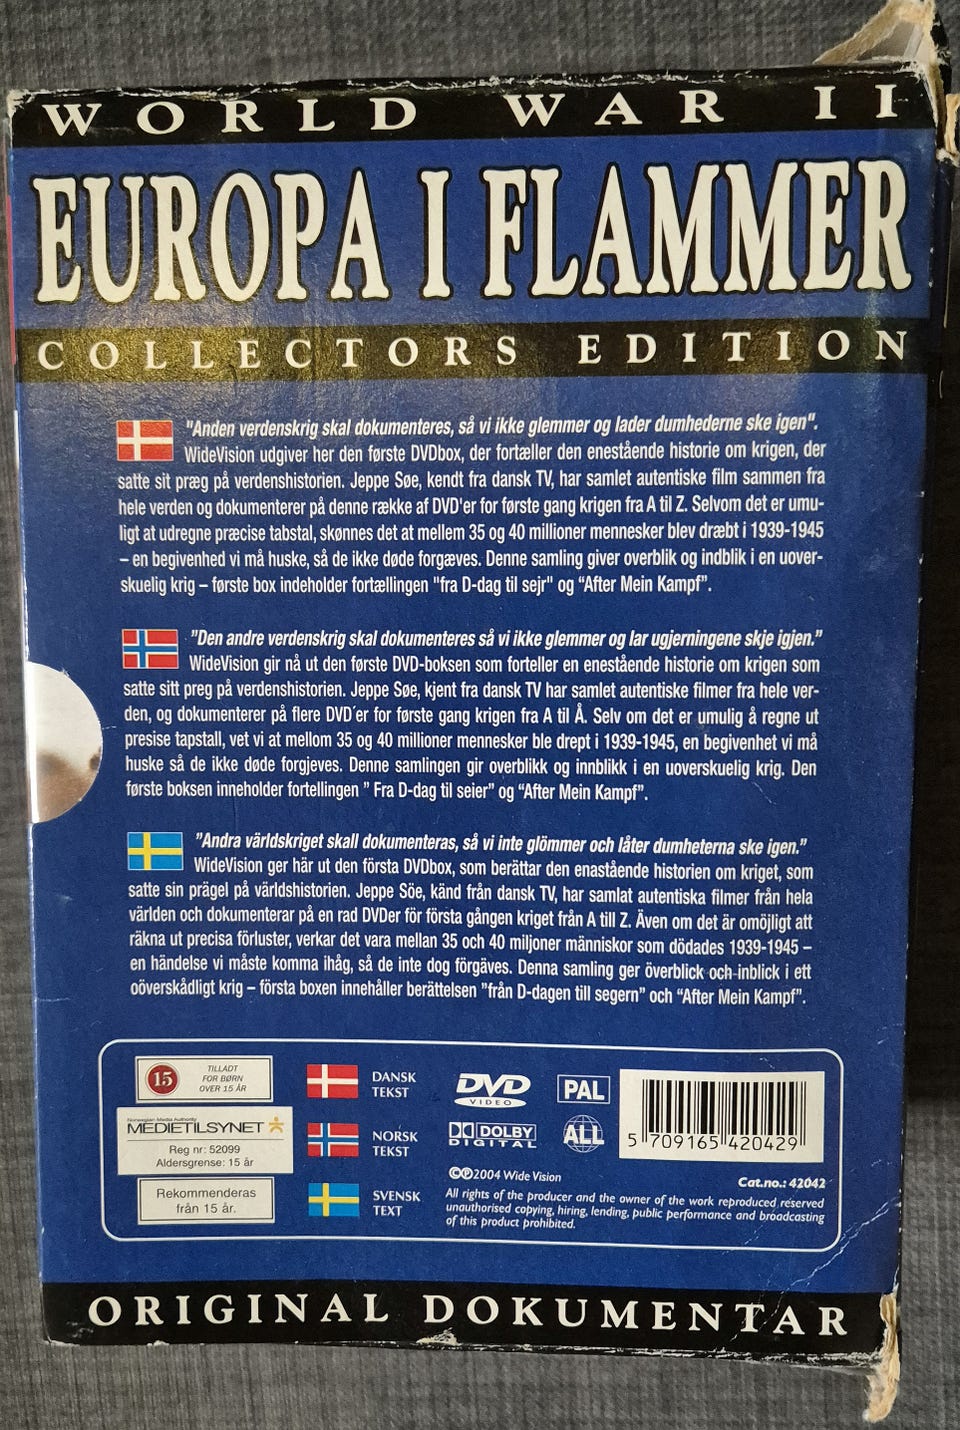 WORLD WAR II
EUROPA I FLAMMER
COLLECTORS EDITION
"Anden verdenskrig skal dokumenteres, så vi ikke glemmer og lader dumhederne ske igen".
WideVision udgiver her den første DVDbox, der fortæller den enestående historie om krigen, der
satte sit præg på verdenshistorien. Jeppe Søe, kendt fra dansk TV, har samlet autentiske film sammen fra
hele verden og dokumenterer på denne række af DVD'er for første gang krigen fra A til Z. Selvom det er umu-
ligt at udregne præcise tabstal, skønnes det at mellem 35 og 40 millioner mennesker blev dræbt i 1939-1945
– en begivenhed vi må huske, så de ikke døde forgæves. Denne samling giver overblik og indblik i en uover-
skuelig krig – første box indeholder fortællingen "fra D-dag til sejr" og "After Mein Kampf".
"Den andre verdenskrig skal dokumenteres så vi ikke glemmer og lar ugjerningene skje igjen."
WideVision gir nå ut den første DVD-boksen som forteller en enestående historie om krigen som
satte sitt preg på verdenshistorien. Jeppe Søe, kjent fra dansk TV har samlet autentiske filmer fra hele ver-
den, og dokumenterer på flere DVD´er for første gang krigen fra A til Å. Selv om det er umulig å regne ut
presise tapstall, vet vi at mellom 35 og 40 millioner mennesker ble drept i 1939-1945, en begivenhet vi må
huske så de ikke døde forgjeves. Denne samlingen gir overblikk og innblikk i en uoverskuelig krig. Den
første boksen inneholder fortellingen " Fra D-dag til seier" og "After Mein Kampf".
"Andra världskriget skall dokumenteras, så vi inte glömmer och låter dumheterna ske igen."
WideVision ger här ut den första DVDbox, som berättar den enastående historien om kriget, som
satte sin prägel på världshistorien. Jeppe Söe, känd från dansk TV, har samlat autentiska filmer från hela
världen och dokumenterar på en rad DVDer för första gången kriget från A till Z. Även om det är omöjligt att
räkna ut precisa förluster, verkar det vara mellan 35 och 40 miljoner människor som dödades 1939-1945 –
en händelse vi måste komma ihåg, så de inte dog förgäves. Denna samling ger överblick och inblick i ett
oöverskådligt krig – första boxen innehåller berättelsen "från D-dagen till segern" och "After Mein Kampf".
15
TILLADT
FOR BØRN
OVER 15 ÅR
Norwegian Media Authority
MEDIETILSYNET
Reg nr: 52099
Aldersgrense: 15 år
Rekommenderas
från 15 år.
DANSK
TEKST
NORSK
TEKST
SVENSK
TEXT
DVD
VIDEO
PAL
DOLBY
DIGITAL
ALL
5 709165 420429
©℗2004 Wide Vision
Cat.no.: 42042
All rights of the producer and the owner of the work reproduced reserved
unauthorised copying, hiring, lending, public performance and broadcasting
of this product prohibited.
ORIGINAL DOKUMENTAR